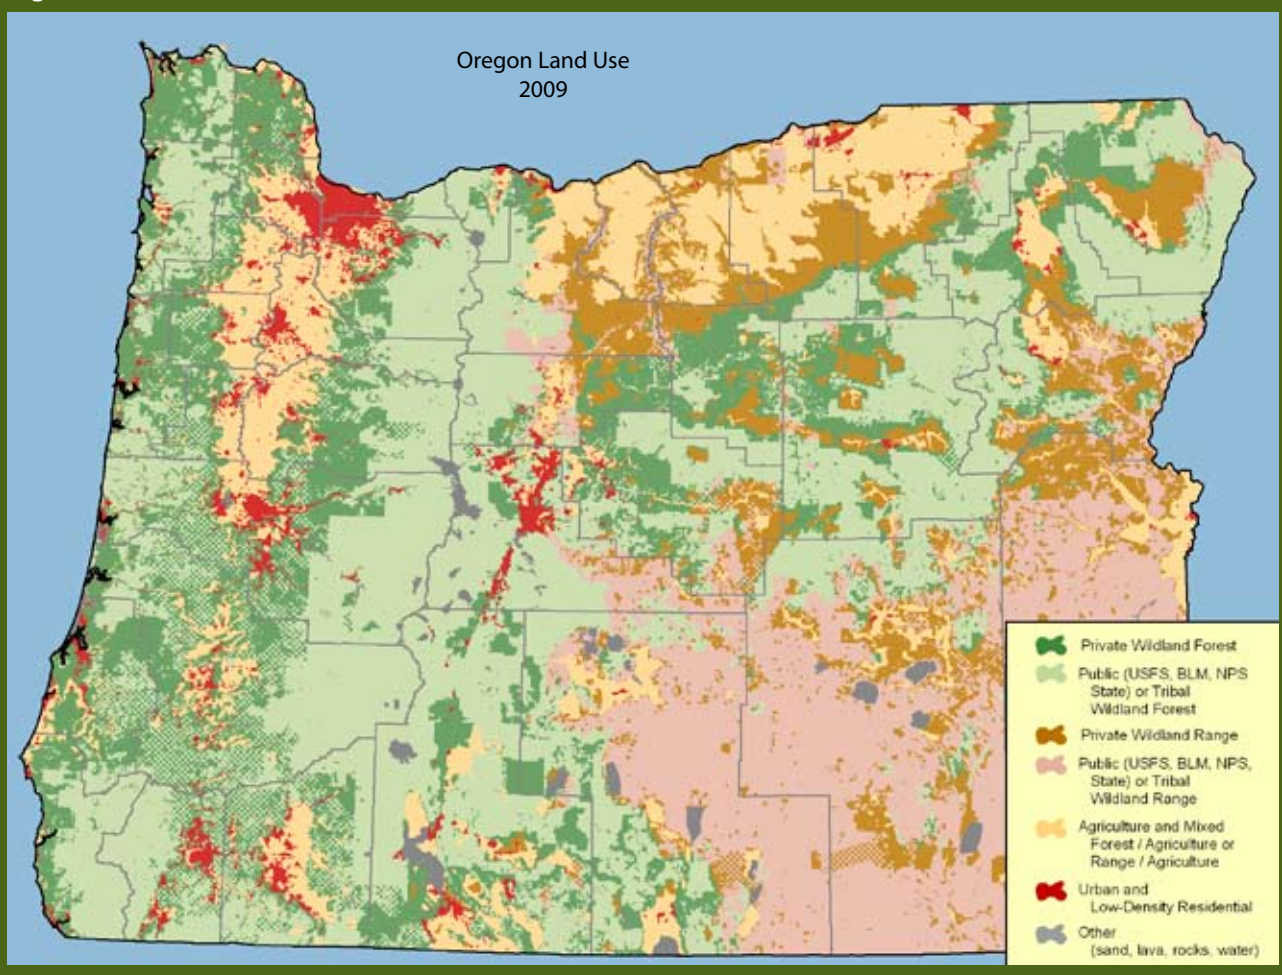 Oregon Land Use
2009
Private Wildland Forest
Public (USFS, BLM, NPS
State) or Tribal
Wildland Forest
Private Wildland Range
Public (USFS, BLM, NPS,
State) or Tribal
Wildland Range
Agriculture and Mixed
Forest / Agriculture or
Range / Agriculture
Urban and
Low-Density Residential
Other
(sand, lava, rocks, water)